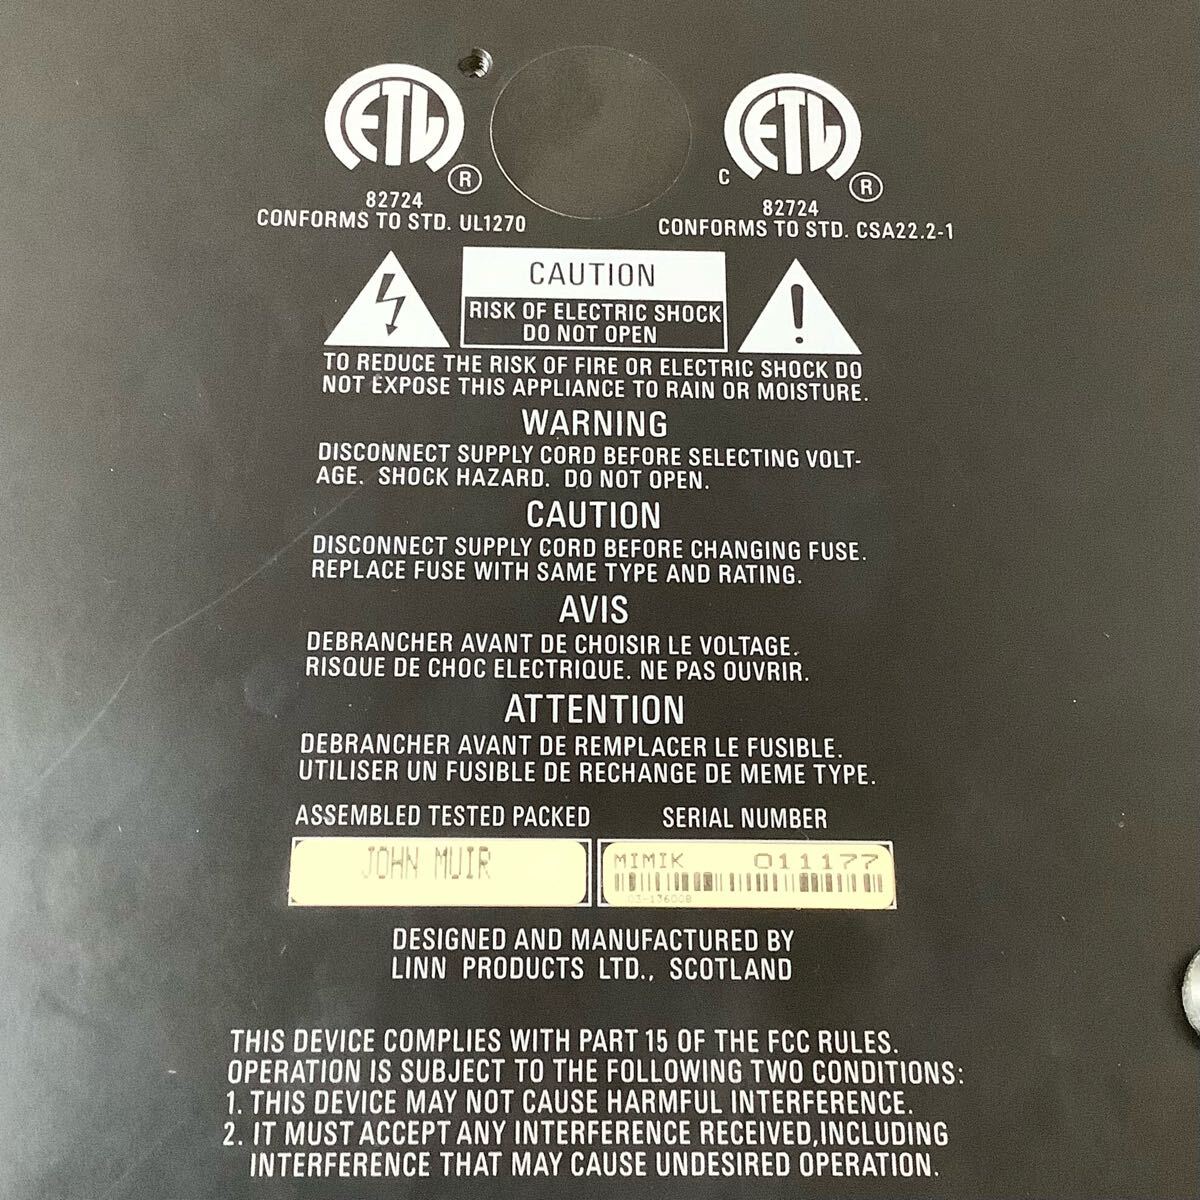 ETL
®
82724
CONFORMS TO STD. UL1270
ETL
C ®
82724
CONFORMS TO STD. CSA22.2-1
CAUTION
RISK OF ELECTRIC SHOCK
DO NOT OPEN
!
TO REDUCE THE RISK OF FIRE OR ELECTRIC SHOCK DO
NOT EXPOSE THIS APPLIANCE TO RAIN OR MOISTURE.
WARNING
DISCONNECT SUPPLY CORD BEFORE SELECTING VOLT-
AGE. SHOCK HAZARD. DO NOT OPEN.
CAUTION
DISCONNECT SUPPLY CORD BEFORE CHANGING FUSE.
REPLACE FUSE WITH SAME TYPE AND RATING.
AVIS
DEBRANCHER AVANT DE CHOISIR LE VOLTAGE.
RISQUE DE CHOC ELECTRIQUE. NE PAS OUVRIR.
ATTENTION
DEBRANCHER AVANT DE REMPLACER LE FUSIBLE.
UTILISER UN FUSIBLE DE RECHANGE DE MEME TYPE.
ASSEMBLED TESTED PACKED
JOHN MUIR
SERIAL NUMBER
MIMIK 011177
03-136008
DESIGNED AND MANUFACTURED BY
LINN PRODUCTS LTD., SCOTLAND
THIS DEVICE COMPLIES WITH PART 15 OF THE FCC RULES.
OPERATION IS SUBJECT TO THE FOLLOWING TWO CONDITIONS:
1. THIS DEVICE MAY NOT CAUSE HARMFUL INTERFERENCE.
2. IT MUST ACCEPT ANY INTERFERENCE RECEIVED,INCLUDING
INTERFERENCE THAT MAY CAUSE UNDESIRED OPERATION.